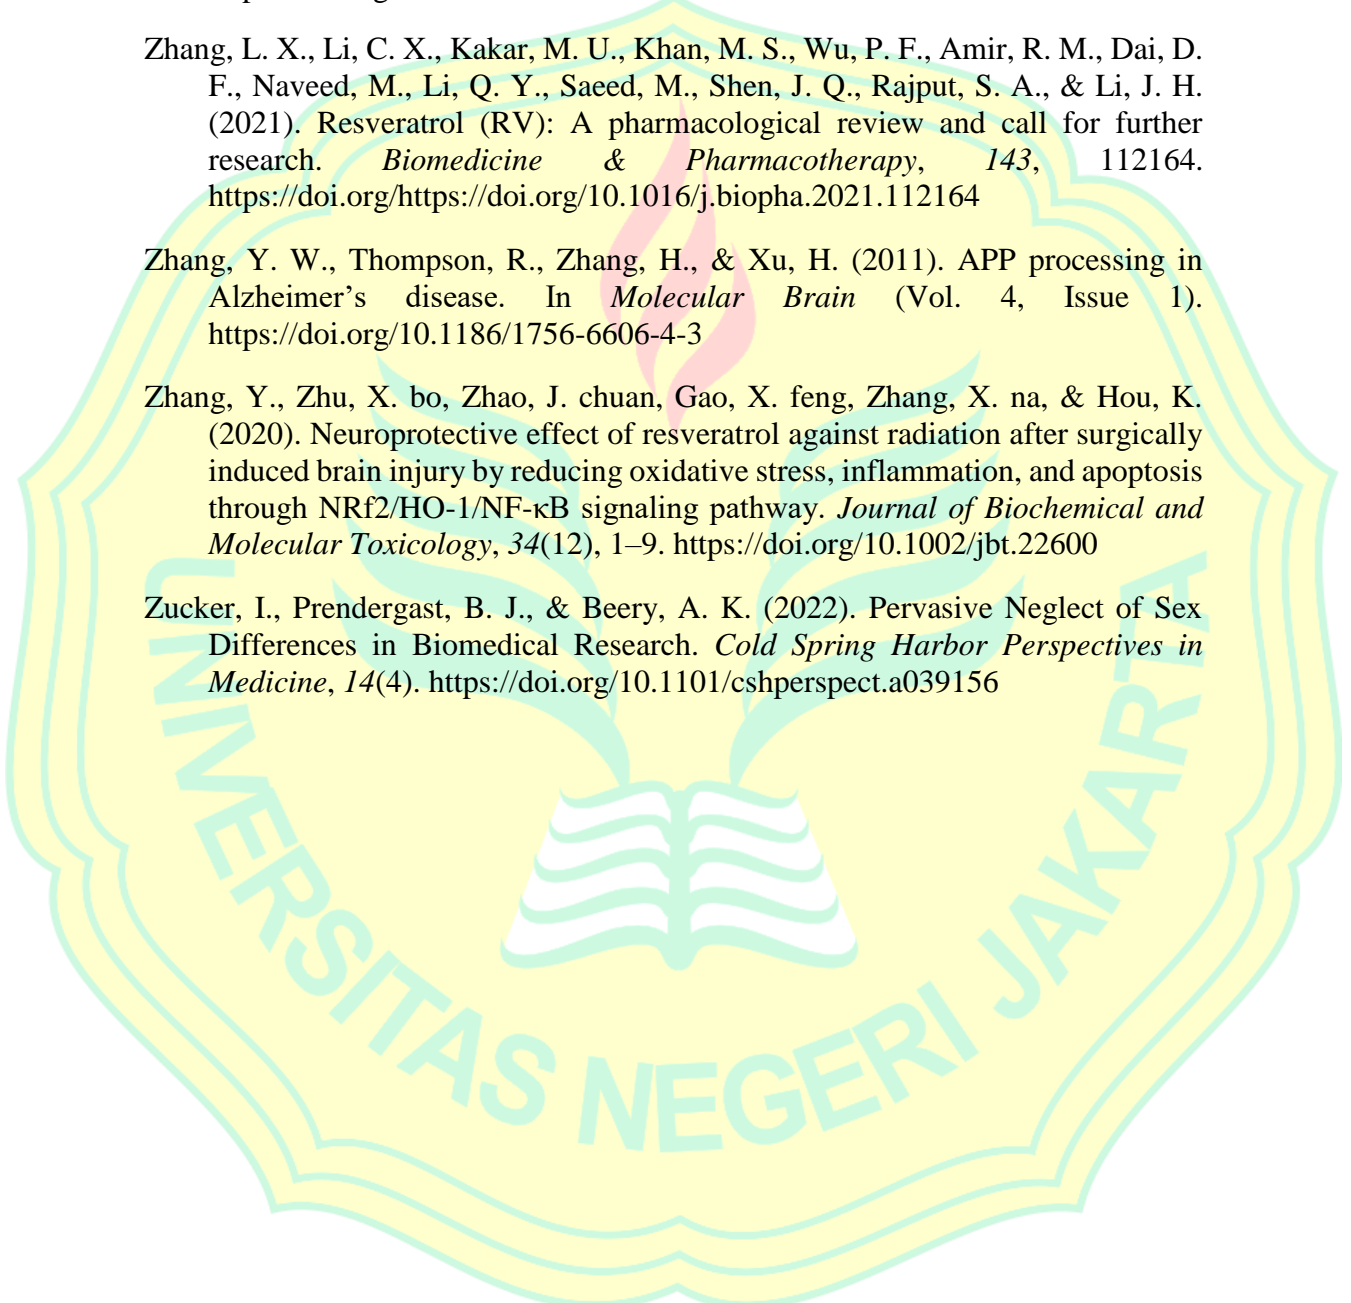 Zhang, L. X., Li, C. X., Kakar, M. U., Khan, M. S., Wu, P. F., Amir, R. M., Dai, D.
F., Naveed, M., Li, Q. Y., Saeed, M., Shen, J. Q., Rajput, S. A., & Li, J. H.
(2021). Resveratrol (RV): A pharmacological review and call for further
research. Biomedicine & Pharmacotherapy, 143, 112164.
https://doi.org/https://doi.org/10.1016/j.biopha.2021.112164
Zhang, Y. W., Thompson, R., Zhang, H., & Xu, H. (2011). APP processing in
Alzheimer’s disease. In Molecular Brain (Vol. 4, Issue 1).
https://doi.org/10.1186/1756-6606-4-3
Zhang, Y., Zhu, X. bo, Zhao, J. chuan, Gao, X. feng, Zhang, X. na, & Hou, K.
(2020). Neuroprotective effect of resveratrol against radiation after surgically
induced brain injury by reducing oxidative stress, inflammation, and apoptosis
through NRf2/HO-1/NF-κB signaling pathway. Journal of Biochemical and
Molecular Toxicology, 34(12), 1–9. https://doi.org/10.1002/jbt.22600
Zucker, I., Prendergast, B. J., & Beery, A. K. (2022). Pervasive Neglect of Sex
Differences in Biomedical Research. Cold Spring Harbor Perspectives in
Medicine, 14(4). https://doi.org/10.1101/cshperspect.a039156
UNIVERSITAS NEGERI JAKARTA